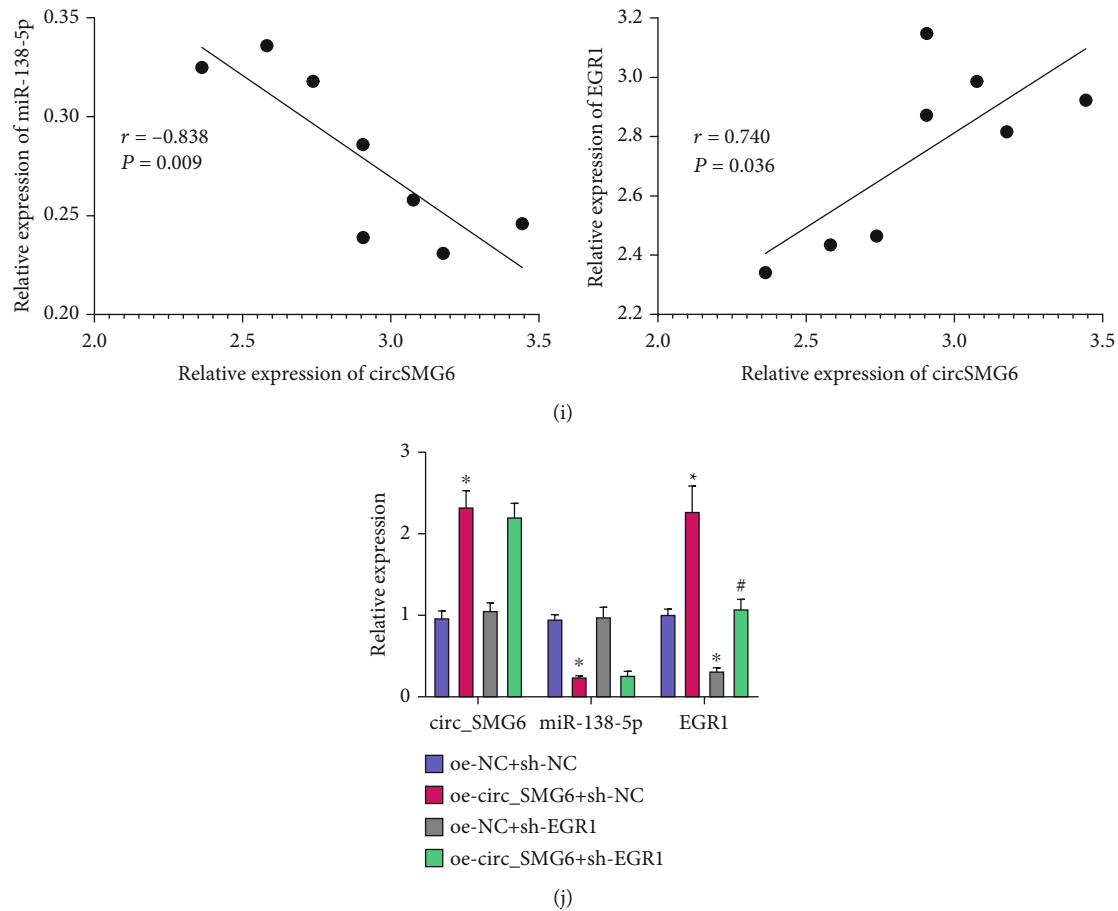 0.35
0.30
0.25
0.20
Relative expression of miR-138-5p
r = –0.838
P = 0.009
2.0 2.5 3.0 3.5
Relative expression of circSMG6
3.2
3.0
2.8
2.6
2.4
2.2
Relative expression of EGR1
r = 0.740
P = 0.036
2.0 2.5 3.0 3.5
Relative expression of circSMG6
(i)
3
2
1
0
Relative expression
* * * * #
circ_SMG6 miR-138-5p EGR1
oe-NC+sh-NC
oe-circ_SMG6+sh-NC
oe-NC+sh-EGR1
oe-circ_SMG6+sh-EGR1
(j)